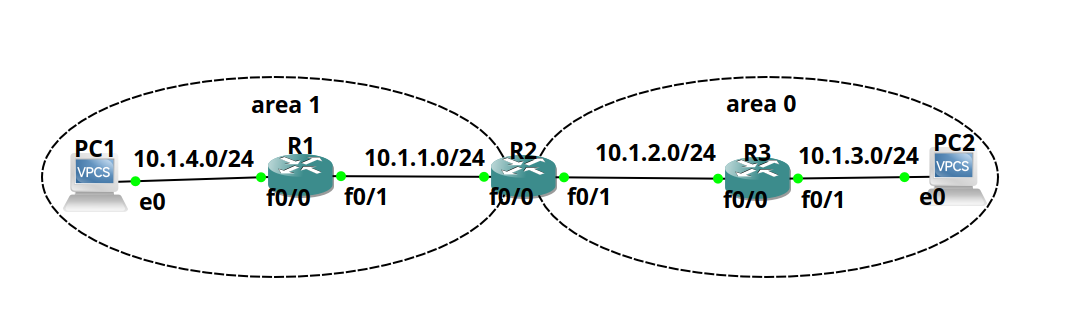 area 1
area 0
PC1
VPCS
e0
10.1.4.0/24
R1
f0/0
f0/1
10.1.1.0/24
R2
f0/0
f0/1
10.1.2.0/24
R3
f0/0
f0/1
10.1.3.0/24
PC2
VPCS
e0